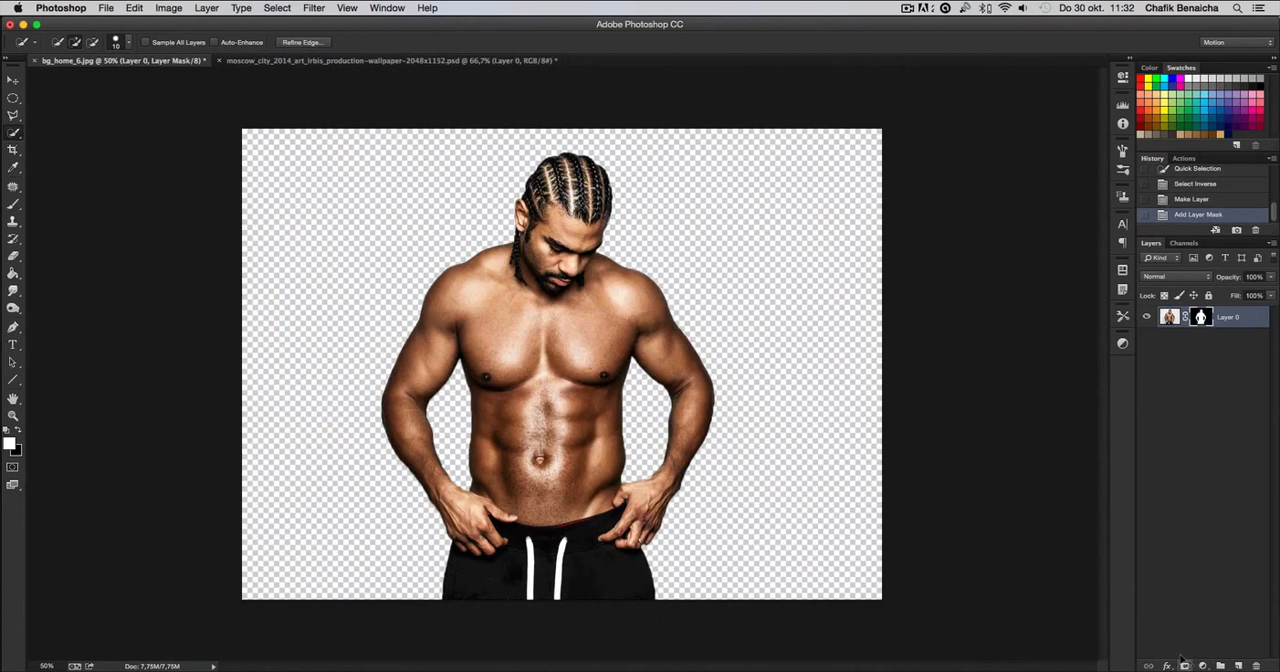 Photoshop File Edit Image Layer Type Select Filter View Window Help Do 30 okt. 11:32 Chafik Benaicha
Adobe Photoshop CC
10 Sample All Layers Auto-Enhance Refine Edge... Motion
× bg_home_6.jpg @ 50% (Layer 0, Layer Mask/8) * × moscow_city_2014_art_irbis_production-wallpaper-2048x1152.psd @ 66,7% (Layer 0, RGB/8#) *
Color Swatches
History Actions
Quick Selection
Select Inverse
Make Layer
Add Layer Mask
Layers Channels
Kind
Normal Opacity: 100%
Lock: Fill: 100%
Layer 0
50% Doc: 7,75M/7,75M